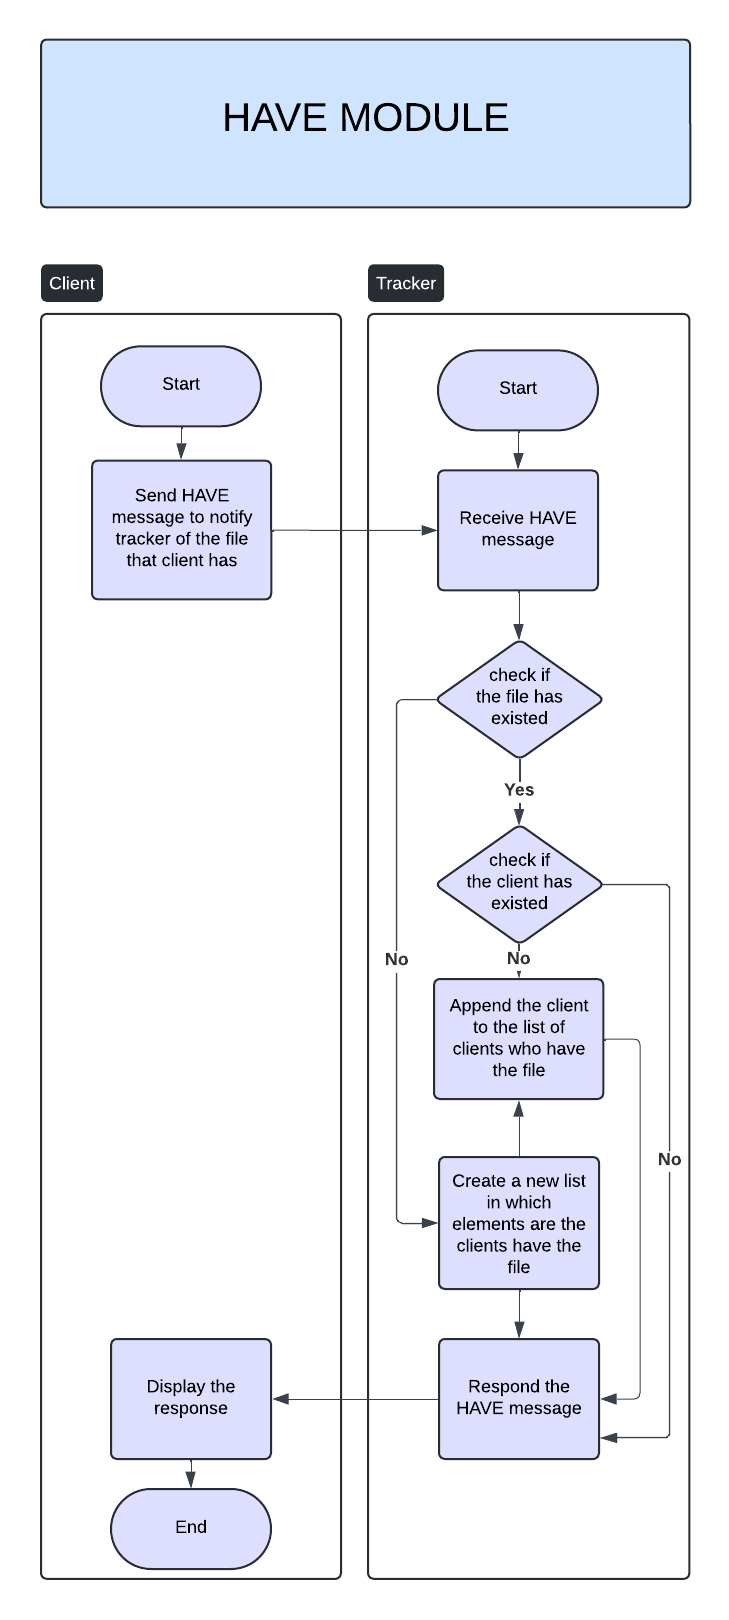 HAVE MODULE
Client
Tracker
Start
Start
Send HAVE
message to notify
tracker of the file
that client has
Receive HAVE
message
check if
the file has
existed
Yes
check if
the client has
existed
No
No
Append the client
to the list of
clients who have
the file
No
Create a new list
in which
elements are the
clients have the
file
Display the
response
Respond the
HAVE message
End